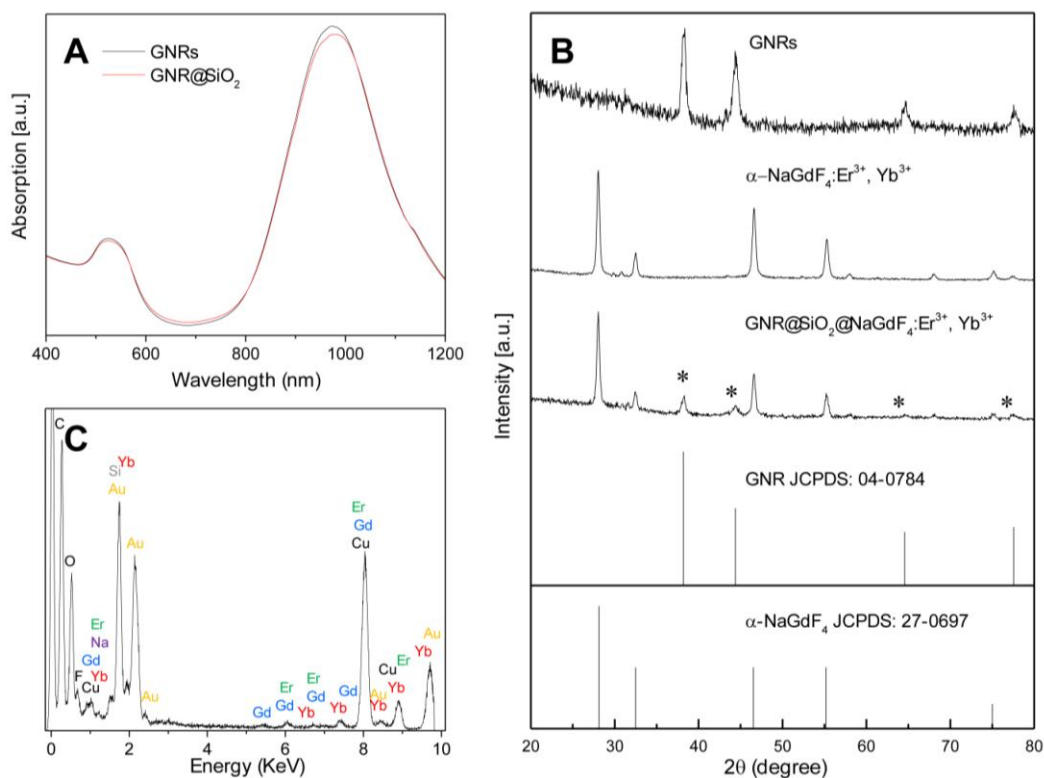 A
GNRs
GNR@SiO₂
Absorption [a.u.]
400 600 800 1000 1200
Wavelength (nm)
B
GNRs
α–NaGdF₄:Er³⁺, Yb³⁺
GNR@SiO₂@NaGdF₄:Er³⁺, Yb³⁺
* * * *
GNR JCPDS: 04-0784
α-NaGdF₄ JCPDS: 27-0697
Intensity [a.u.]
20 30 40 50 60 70 80
2θ (degree)
C
C
O
F
Er
Na
Gd
Cu Yb
Si Yb
Au
Au
Au
Gd
Er
Gd
Yb
Er
Gd
Yb
Gd
Yb
Er
Gd
Cu
Au
Yb
Cu Er
Yb
Au
Yb
0 2 4 6 8 10
Energy (KeV)